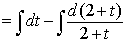 = ∫dt − ∫ d(2+t) / 2+t